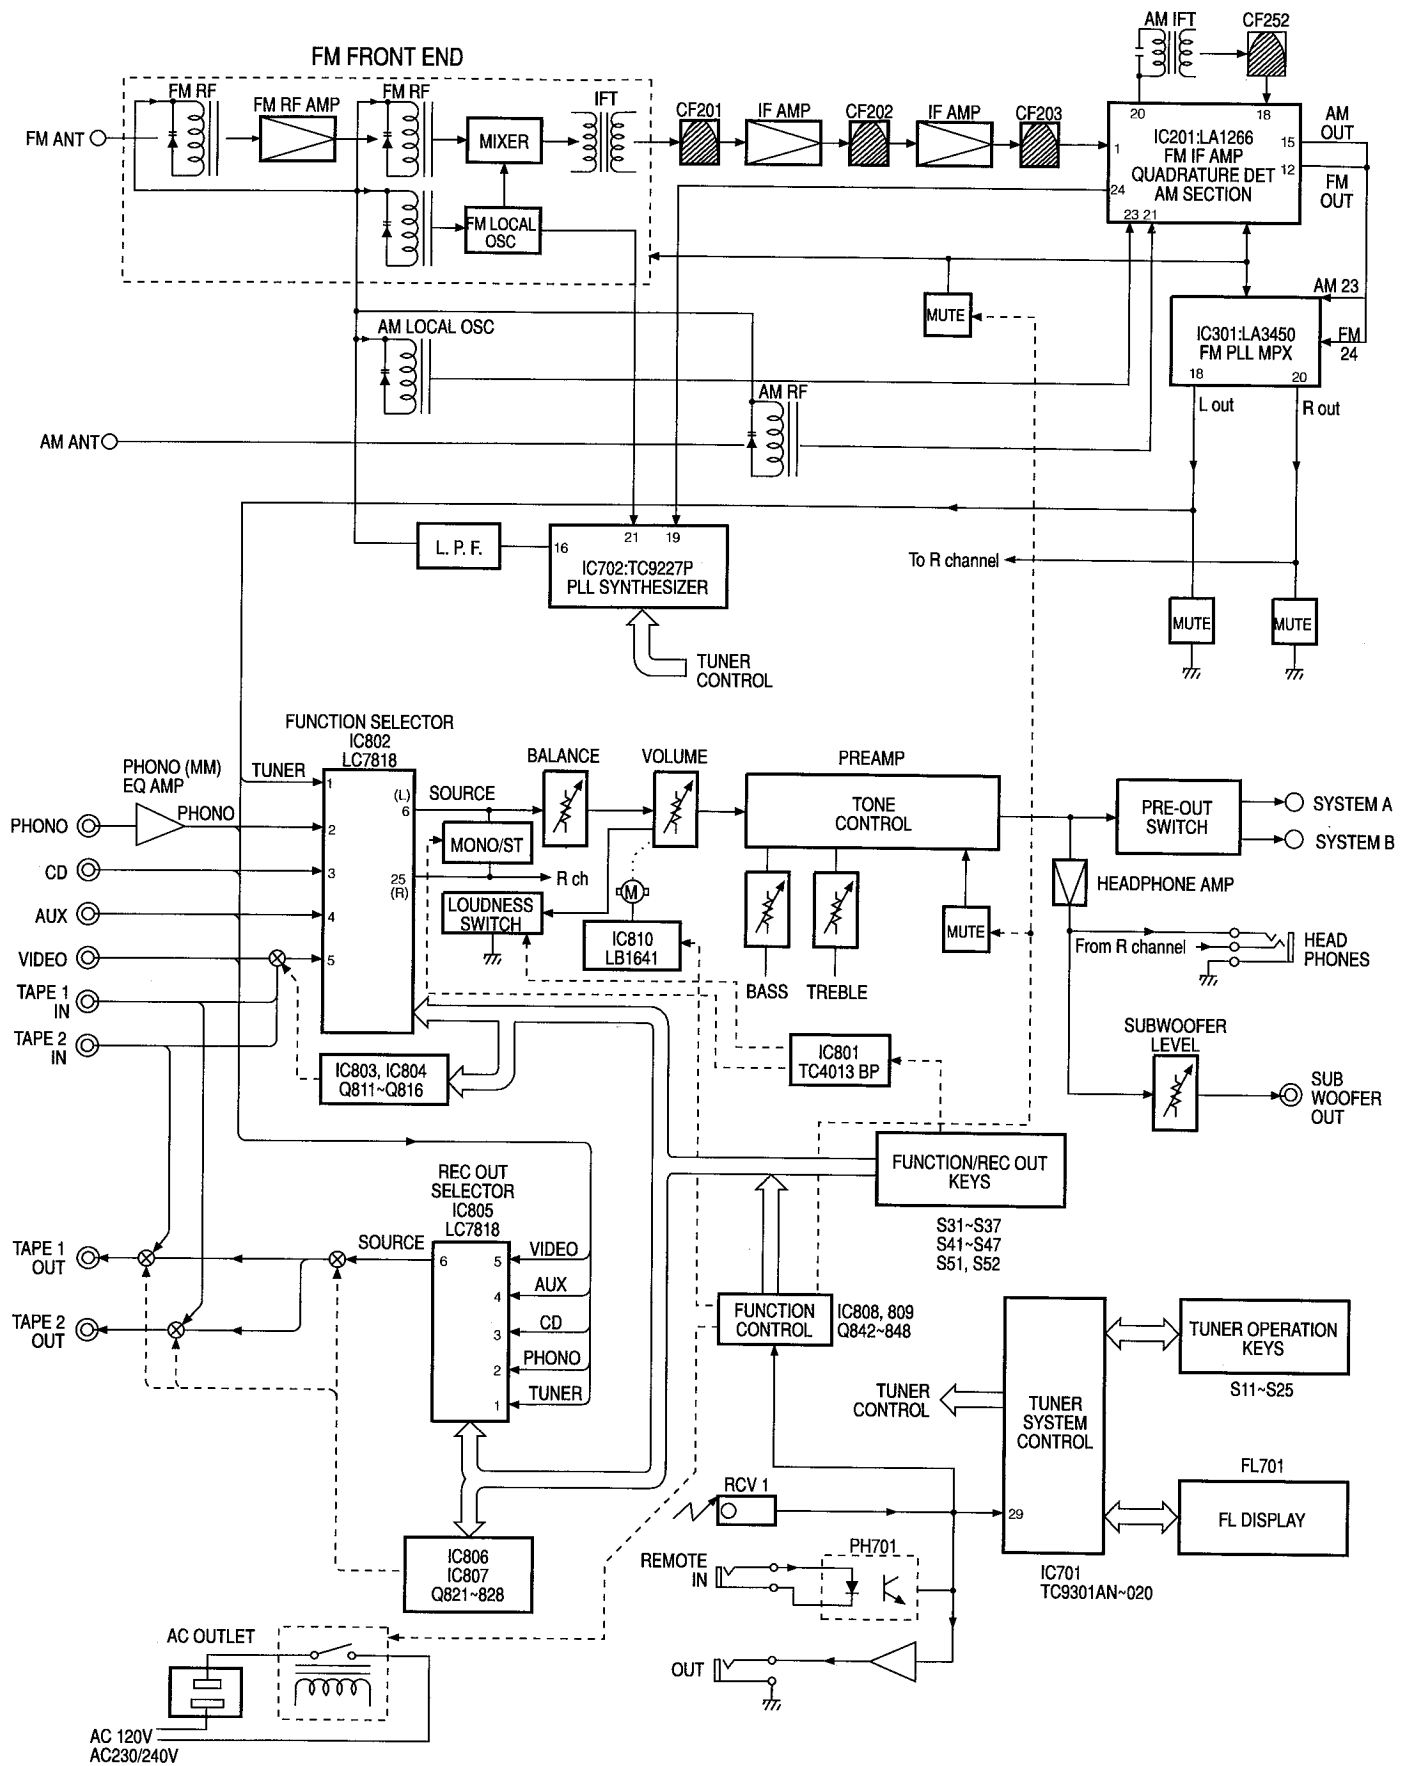 FM FRONT END
FM RF
FM RF AMP
FM RF
IFT
MIXER
FM ANT
FM LOCAL
OSC
CF201
IF AMP
CF202
IF AMP
CF203
AM IFT
CF252
20
18
1
IC201:LA1266
FM IF AMP
QUADRATURE DET
AM SECTION
15
12
24
23 21
AM
OUT
FM
OUT
MUTE
AM 23
FM
24
IC301:LA3450
FM PLL MPX
18
20
L out
R out
AM LOCAL OSC
AM RF
AM ANT
L. P. F.
16
21
19
IC702:TC9227P
PLL SYNTHESIZER
To R channel
MUTE
MUTE
TUNER
CONTROL
FUNCTION SELECTOR
IC802
LC7818
PHONO (MM)
EQ AMP
TUNER
1
PHONO
PHONO
2
CD
3
AUX
4
VIDEO
5
TAPE 1
IN
TAPE 2
IN
(L)
6
SOURCE
MONO/ST
25
(R)
R ch
LOUDNESS
SWITCH
BALANCE
VOLUME
M
IC810
LB1641
PREAMP
TONE
CONTROL
BASS
TREBLE
MUTE
PRE-OUT
SWITCH
SYSTEM A
SYSTEM B
HEADPHONE AMP
From R channel
HEAD
PHONES
SUBWOOFER
LEVEL
SUB
WOOFER
OUT
IC803, IC804
Q811~Q816
IC801
TC4013 BP
FUNCTION/REC OUT
KEYS
S31~S37
S41~S47
S51, S52
REC OUT
SELECTOR
IC805
LC7818
TAPE 1
OUT
SOURCE
6
5
VIDEO
4
AUX
3
CD
2
PHONO
1
TUNER
TAPE 2
OUT
FUNCTION
CONTROL
IC808, 809
Q842~848
TUNER
CONTROL
TUNER
SYSTEM
CONTROL
29
IC701
TC9301AN~020
TUNER OPERATION
KEYS
S11~S25
FL701
FL DISPLAY
RCV 1
REMOTE
IN
PH701
OUT
IC806
IC807
Q821~828
AC OUTLET
AC 120V
AC230/240V